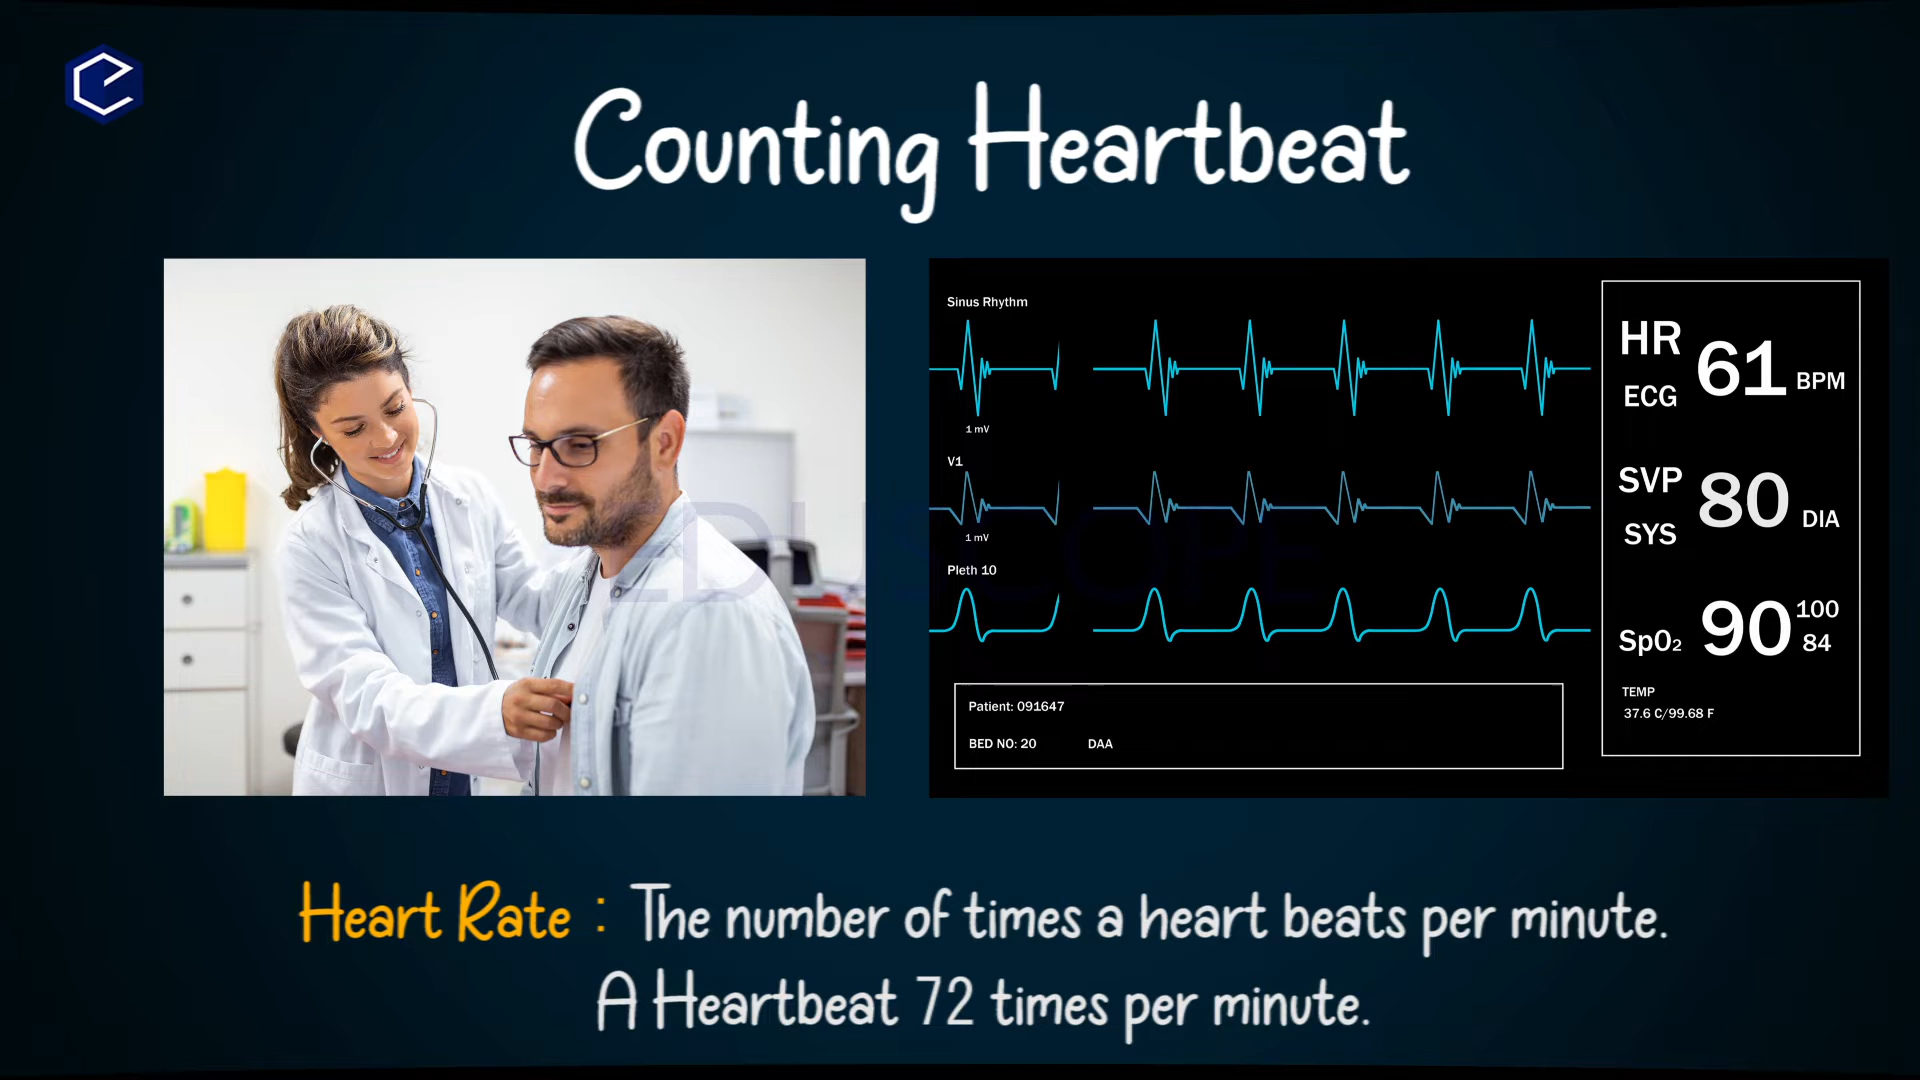 Counting Heartbeat
Sinus Rhythm
1 mV
V1
1 mV
Pleth 10
Patient: 091647
BED NO: 20 DAA
HR
ECG
61 BPM
SVP
SYS
80 DIA
SpO₂ 90 100
84
TEMP
37.6 C/99.68 F
EDUSCOPE
Heart Rate : The number of times a heart beats per minute.
A Heartbeat 72 times per minute.